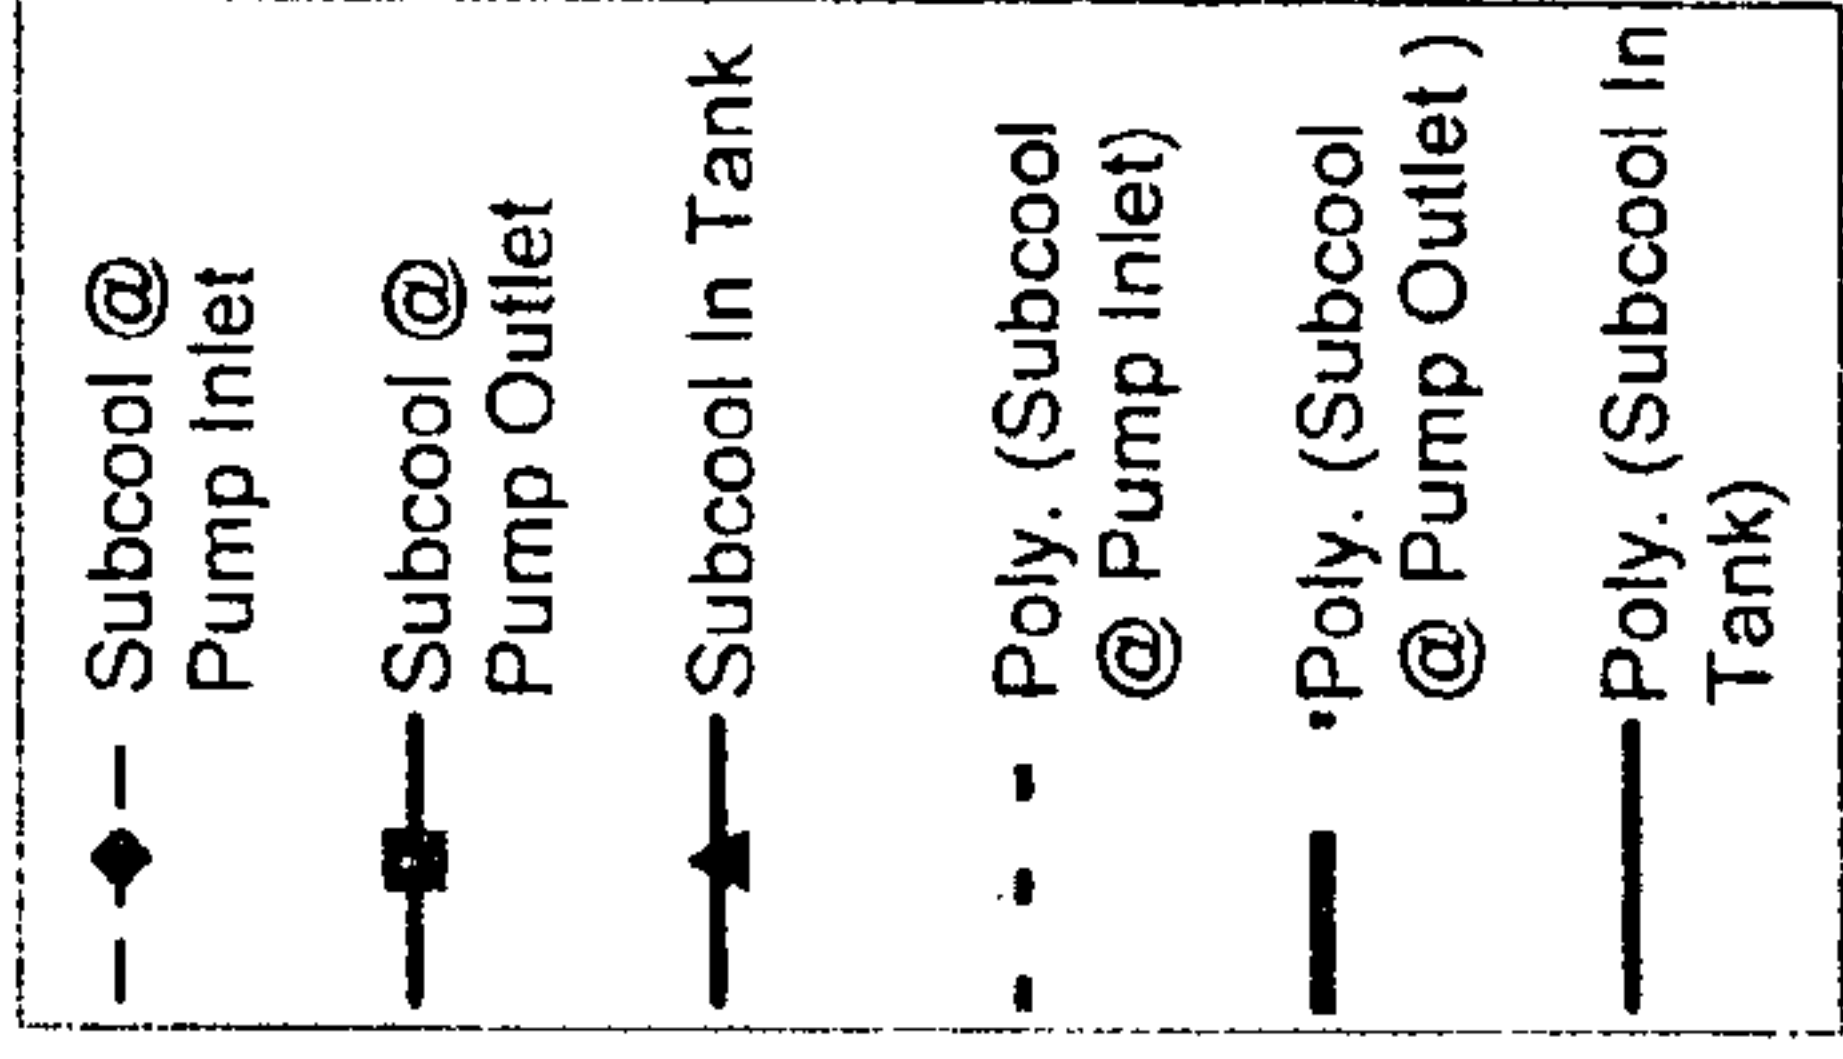 Subcool @
Pump Inlet
Subcool @
Pump Outlet
Subcool In Tank
Poly. (Subcool
@ Pump Inlet)
Poly. (Subcool
@ Pump Outlet )
Poly. (Subcool In
Tank)